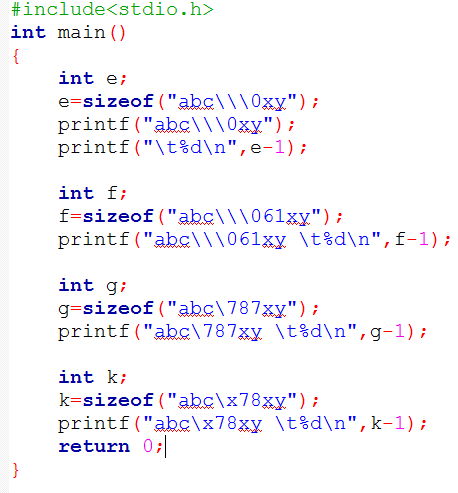 #include<stdio.h>
int main()
{
    int e;
    e=sizeof("abc\\\0xy");
    printf("abc\\\0xy");
    printf("\t%d\n",e-1);

    int f;
    f=sizeof("abc\\\061xy");
    printf("abc\\\061xy \t%d\n",f-1);

    int g;
    g=sizeof("abc\787xy");
    printf("abc\787xy \t%d\n",g-1);

    int k;
    k=sizeof("abc\x78xy");
    printf("abc\x78xy \t%d\n",k-1);
    return 0;
}